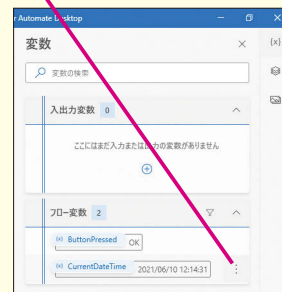 r Automate Desktop
変数
変数の検索
入出力変数 0
ここにはまだ入力または出力の変数がありません
フロー変数 2
(x) ButtonPressed OK
(x) CurrentDateTime 2021/06/10 12:14:31
{x}